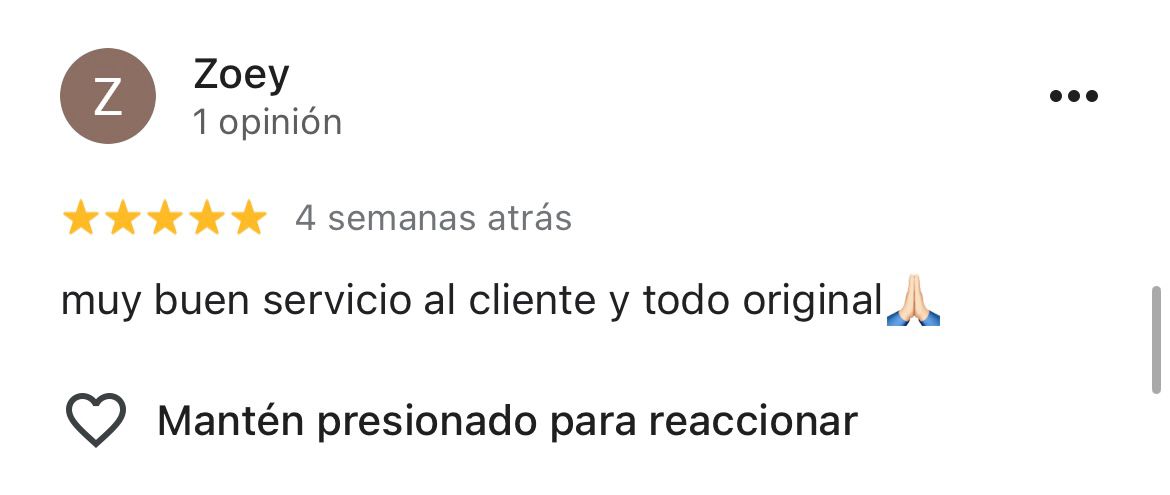 Z
Zoey
1 opinión
4 semanas atrás
muy buen servicio al cliente y todo original🙏🏻
Mantén presionado para reaccionar